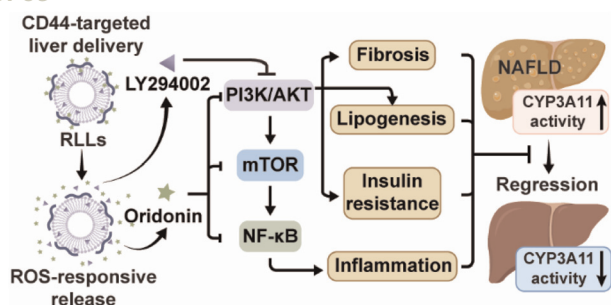 CD44-targeted
liver delivery
RLLs
ROS-responsive
release
LY294002
Oridonin
PI3K/AKT
mTOR
NF-κB
Fibrosis
Lipogenesis
Insulin
resistance
Inflammation
NAFLD
CYP3A11
activity
Regression
CYP3A11
activity